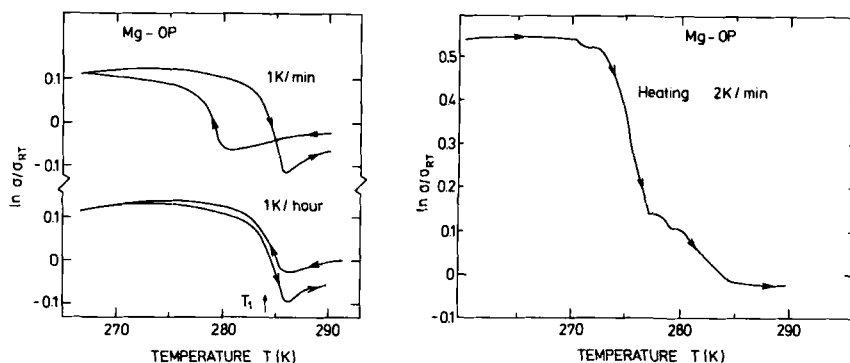 Mg-OP
1K/min
0.1
0
-0.1
ln σ/σRT
1K/hour
0.1
0
-0.1
T1
270 280 290
TEMPERATURE T(K)
Mg-OP
Heating 2K/min
0.5
0.4
0.3
0.2
0.1
0
-0.1
ln σ/σRT
270 280 290
TEMPERATURE T(K)